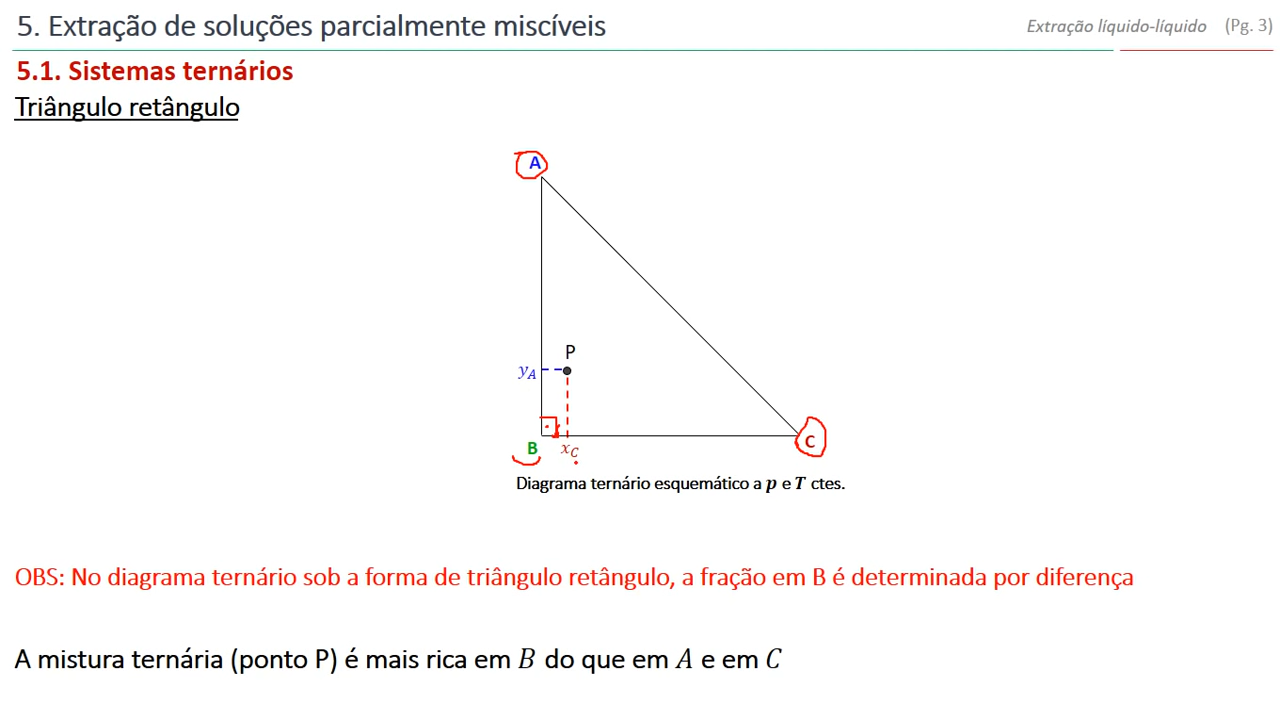 5. Extração de soluções parcialmente miscíveis
Extração líquido-líquido (Pg. 3)
5.1. Sistemas ternários
Triângulo retângulo
A
P
y_A
B x_C C
Diagrama ternário esquemático a p e T ctes.
OBS: No diagrama ternário sob a forma de triângulo retângulo, a fração em B é determinada por diferença
A mistura ternária (ponto P) é mais rica em B do que em A e em C